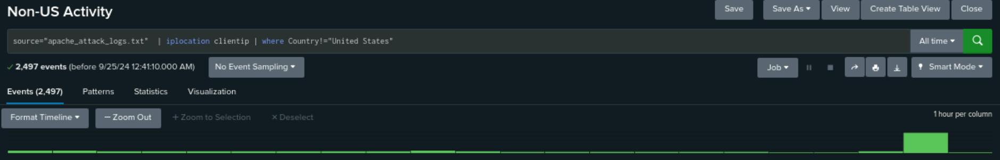 Non-US Activity
Save Save As View Create Table View Close
source="apache_attack_logs.txt" | iplocation clientip | where Country!="United States"
All time
2,497 events (before 9/25/24 12:41:10.000 AM) No Event Sampling
Job Smart Mode
Events (2,497) Patterns Statistics Visualization
Format Timeline – Zoom Out + Zoom to Selection × Deselect
1 hour per column